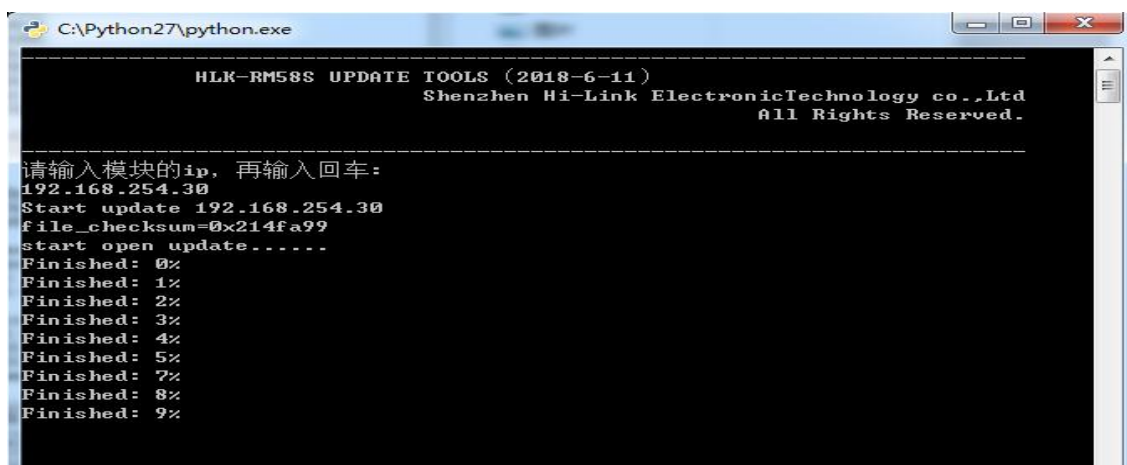 C:\Python27\python.exe
HLK-RM58S UPDATE TOOLS (2018-6-11)
Shenzhen Hi-Link ElectronicTechnology co.,Ltd
All Rights Reserved.
请输入模块的ip, 再输入回车:
192.168.254.30
Start update 192.168.254.30
file_checksum=0x214fa99
start open update......
Finished: 0%
Finished: 1%
Finished: 2%
Finished: 3%
Finished: 4%
Finished: 5%
Finished: 7%
Finished: 8%
Finished: 9%